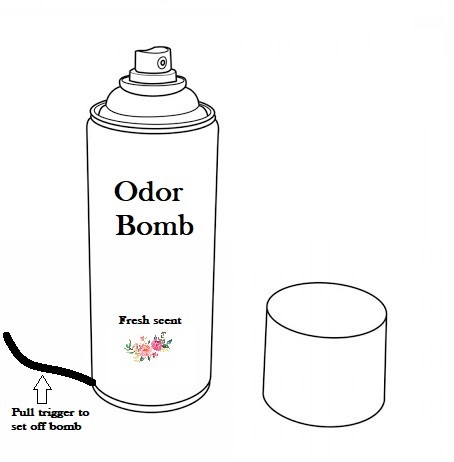 Odor
Bomb
Fresh scent
Pull trigger to
set off bomb